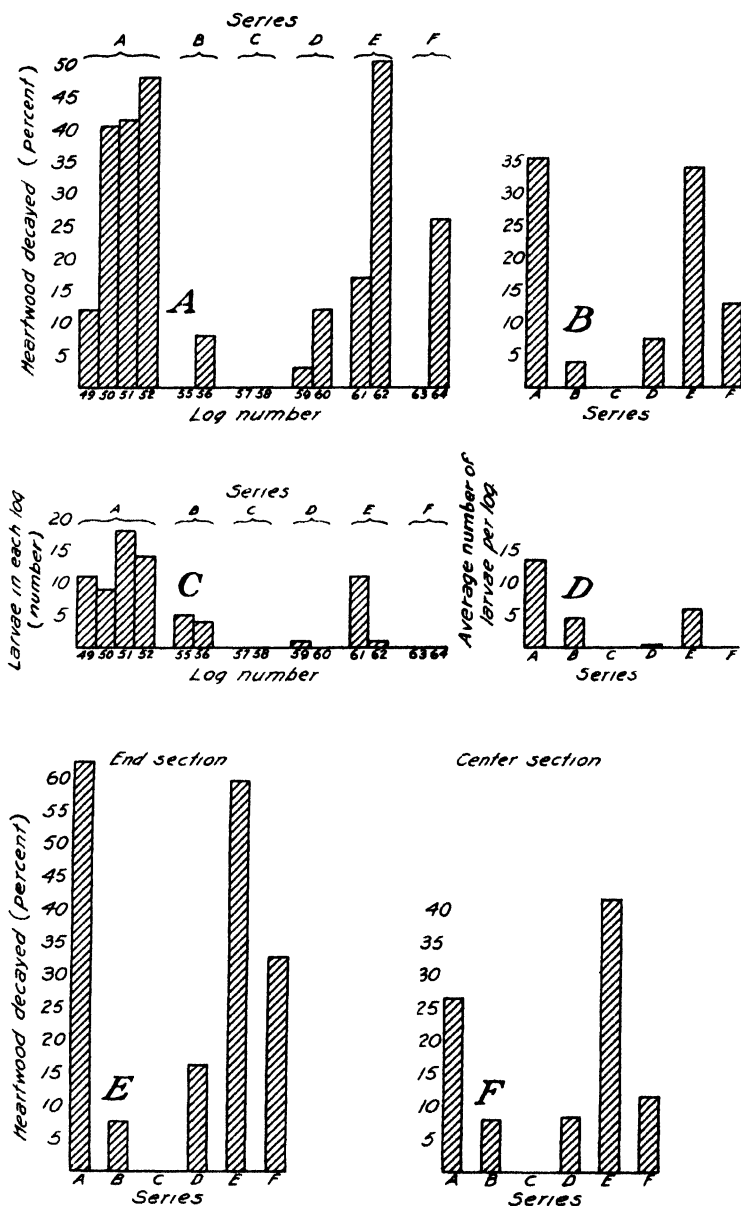 Series
A B C D E F
Heartwood decayed (percent)
50
45
40
35
30
25
20
15
10
5
A
49 50 51 52 55 56 57 58 59 60 61 62 63 64
Log number
35
30
25
20
15
10
5
B
A B C D E F
Series
Series
A B C D E F
Larvae in each log
(number)
20
15
10
5
C
49 50 51 52 55 56 57 58 59 60 61 62 63 64
Log number
Average number of
larvae per log.
15
10
5
D
A B C D E F
Series
End section
Heartwood decayed (percent)
60
55
50
45
40
35
30
25
20
15
10
5
E
A B C D E F
Series
Center section
40
35
30
25
20
15
10
5
F
A B C D E F
Series